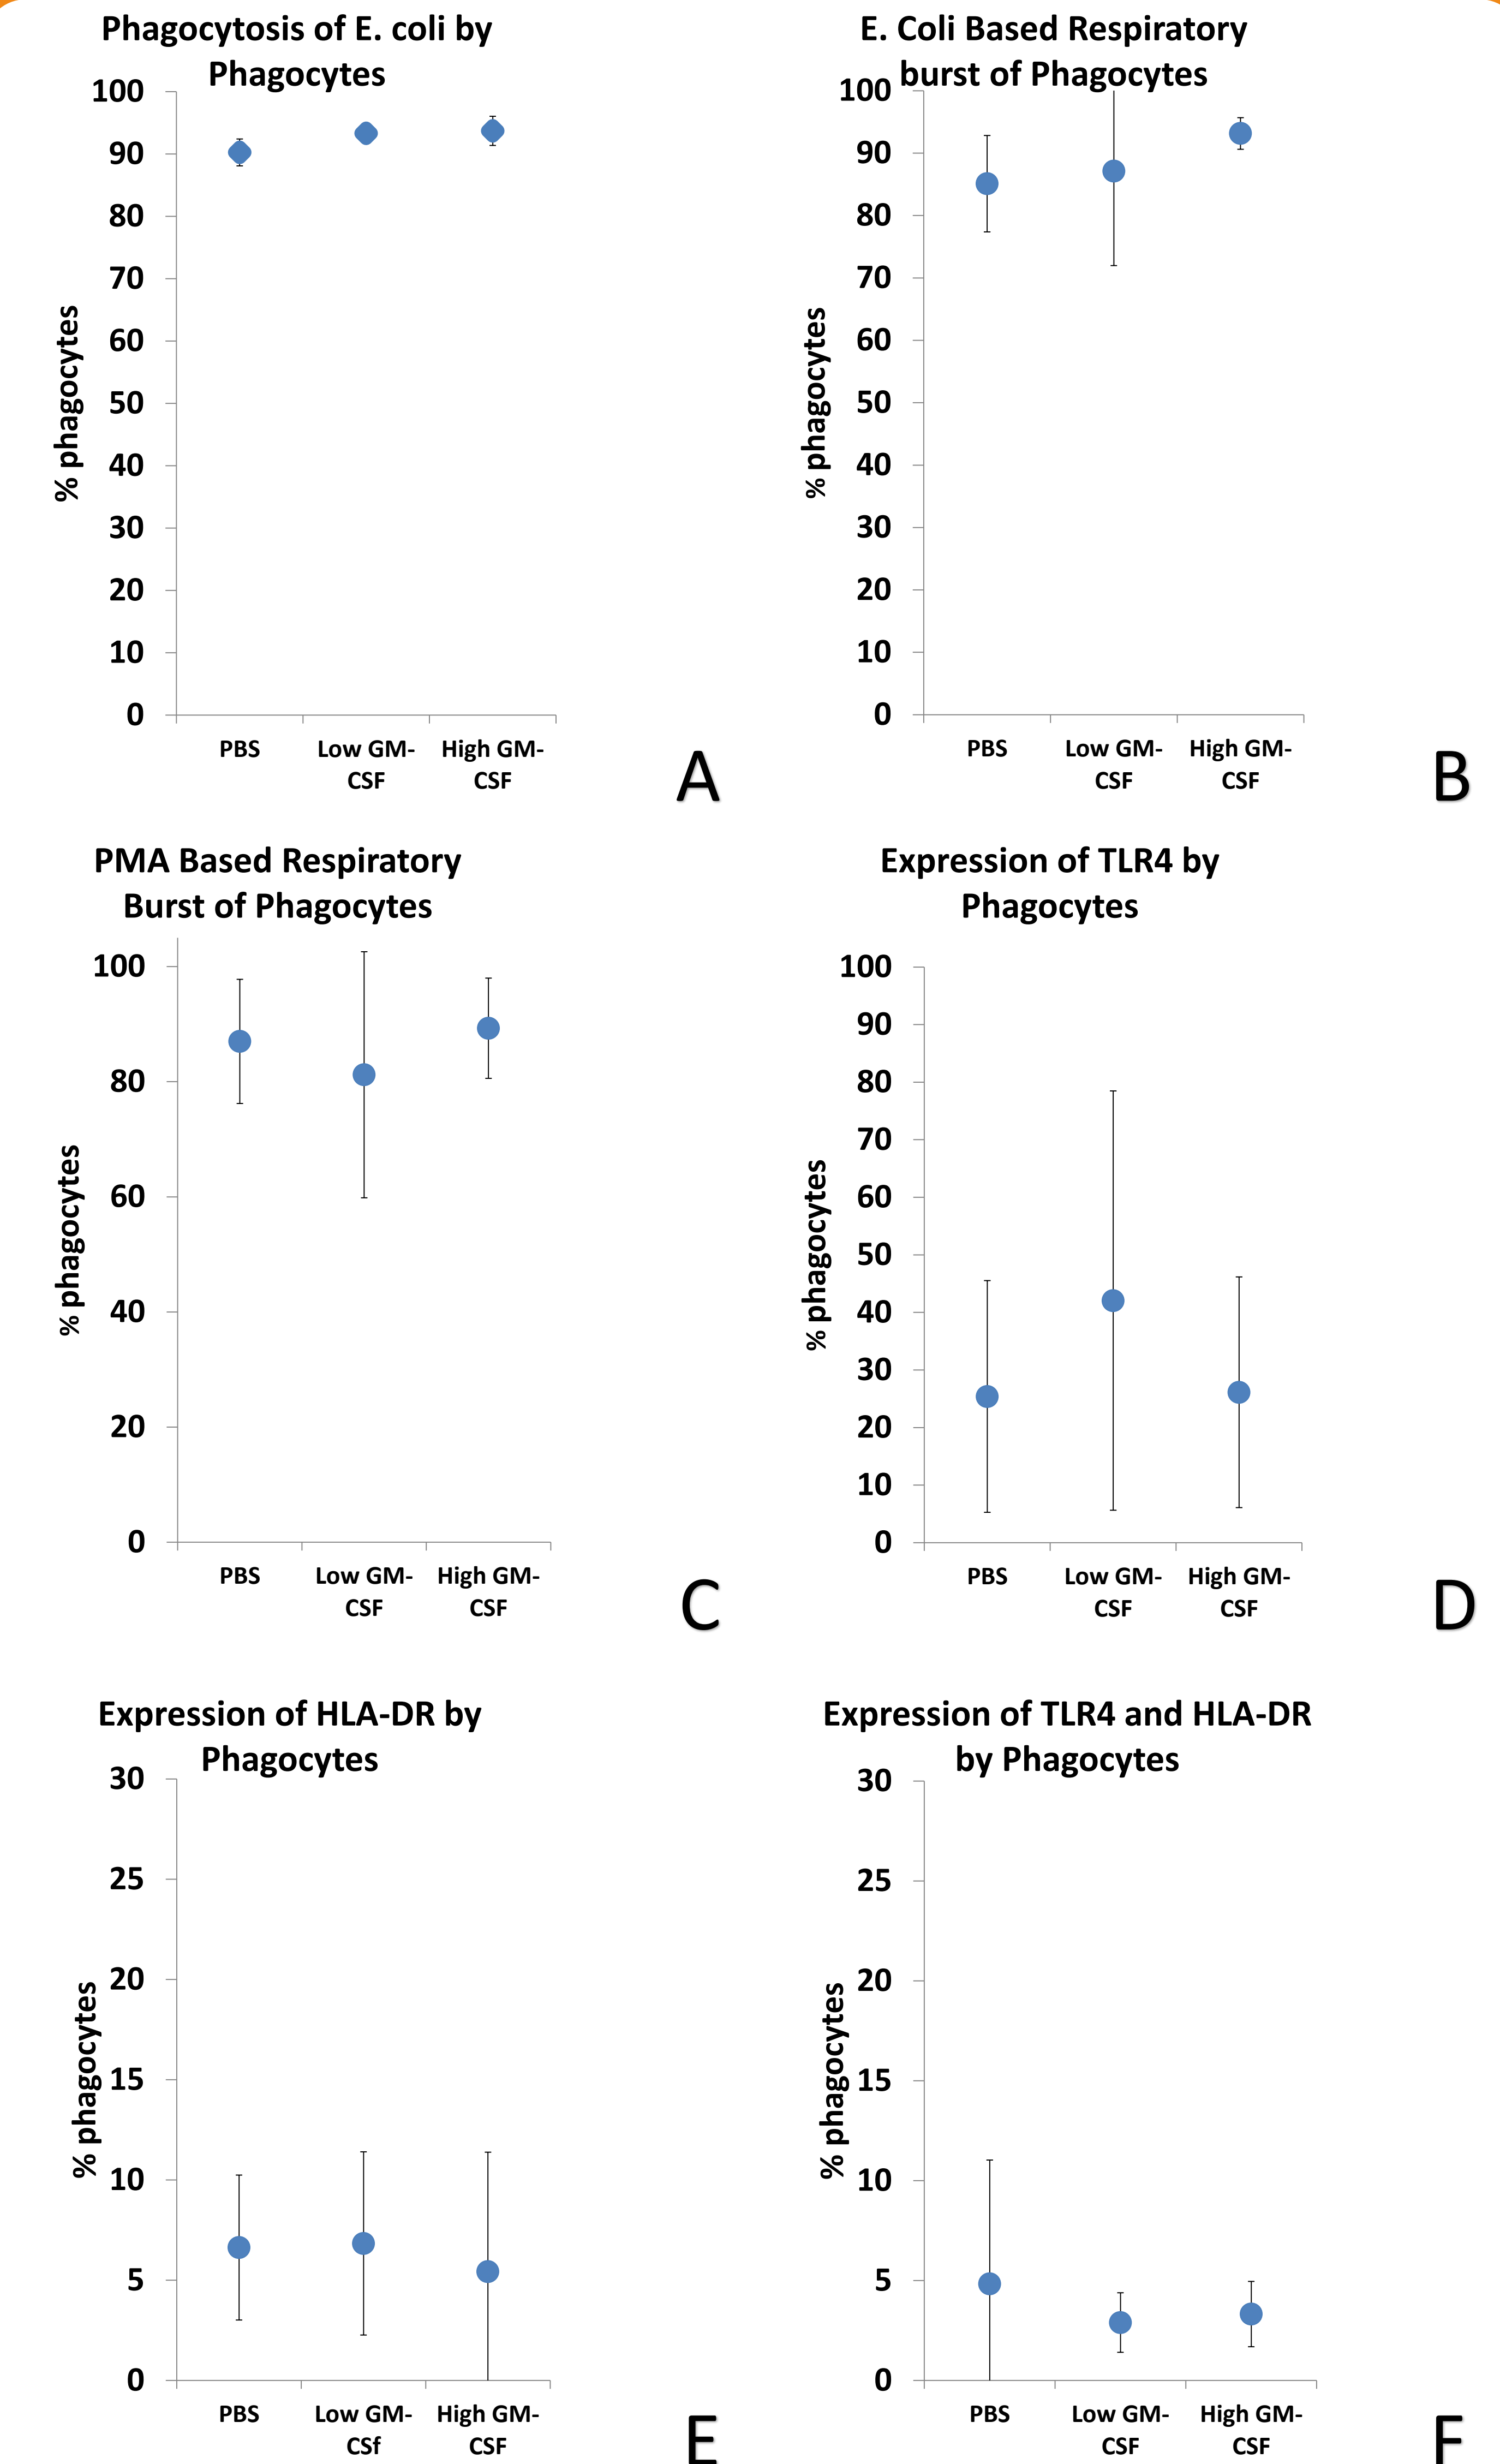 Phagocytosis of E. coli by
Phagocytes
100
90
80
70
60
50
40
30
20
10
0
% phagocytes
PBS
Low GM-
CSF
High GM-
CSF
A
E. Coli Based Respiratory
burst of Phagocytes
100
90
80
70
60
50
40
30
20
10
0
% phagocytes
PBS
Low GM-
CSF
High GM-
CSF
B
PMA Based Respiratory
Burst of Phagocytes
100
80
60
40
20
0
% phagocytes
PBS
Low GM-
CSF
High GM-
CSF
C
Expression of TLR4 by
Phagocytes
100
90
80
70
60
50
40
30
20
10
0
% phagocytes
PBS
Low GM-
CSF
High GM-
CSF
D
Expression of HLA-DR by
Phagocytes
30
25
20
15
10
5
0
% phagocytes
PBS
Low GM-
CSf
High GM-
CSF
E
Expression of TLR4 and HLA-DR
by Phagocytes
30
25
20
15
10
5
0
% phagocytes
PBS
Low GM-
CSF
High GM-
CSF
F